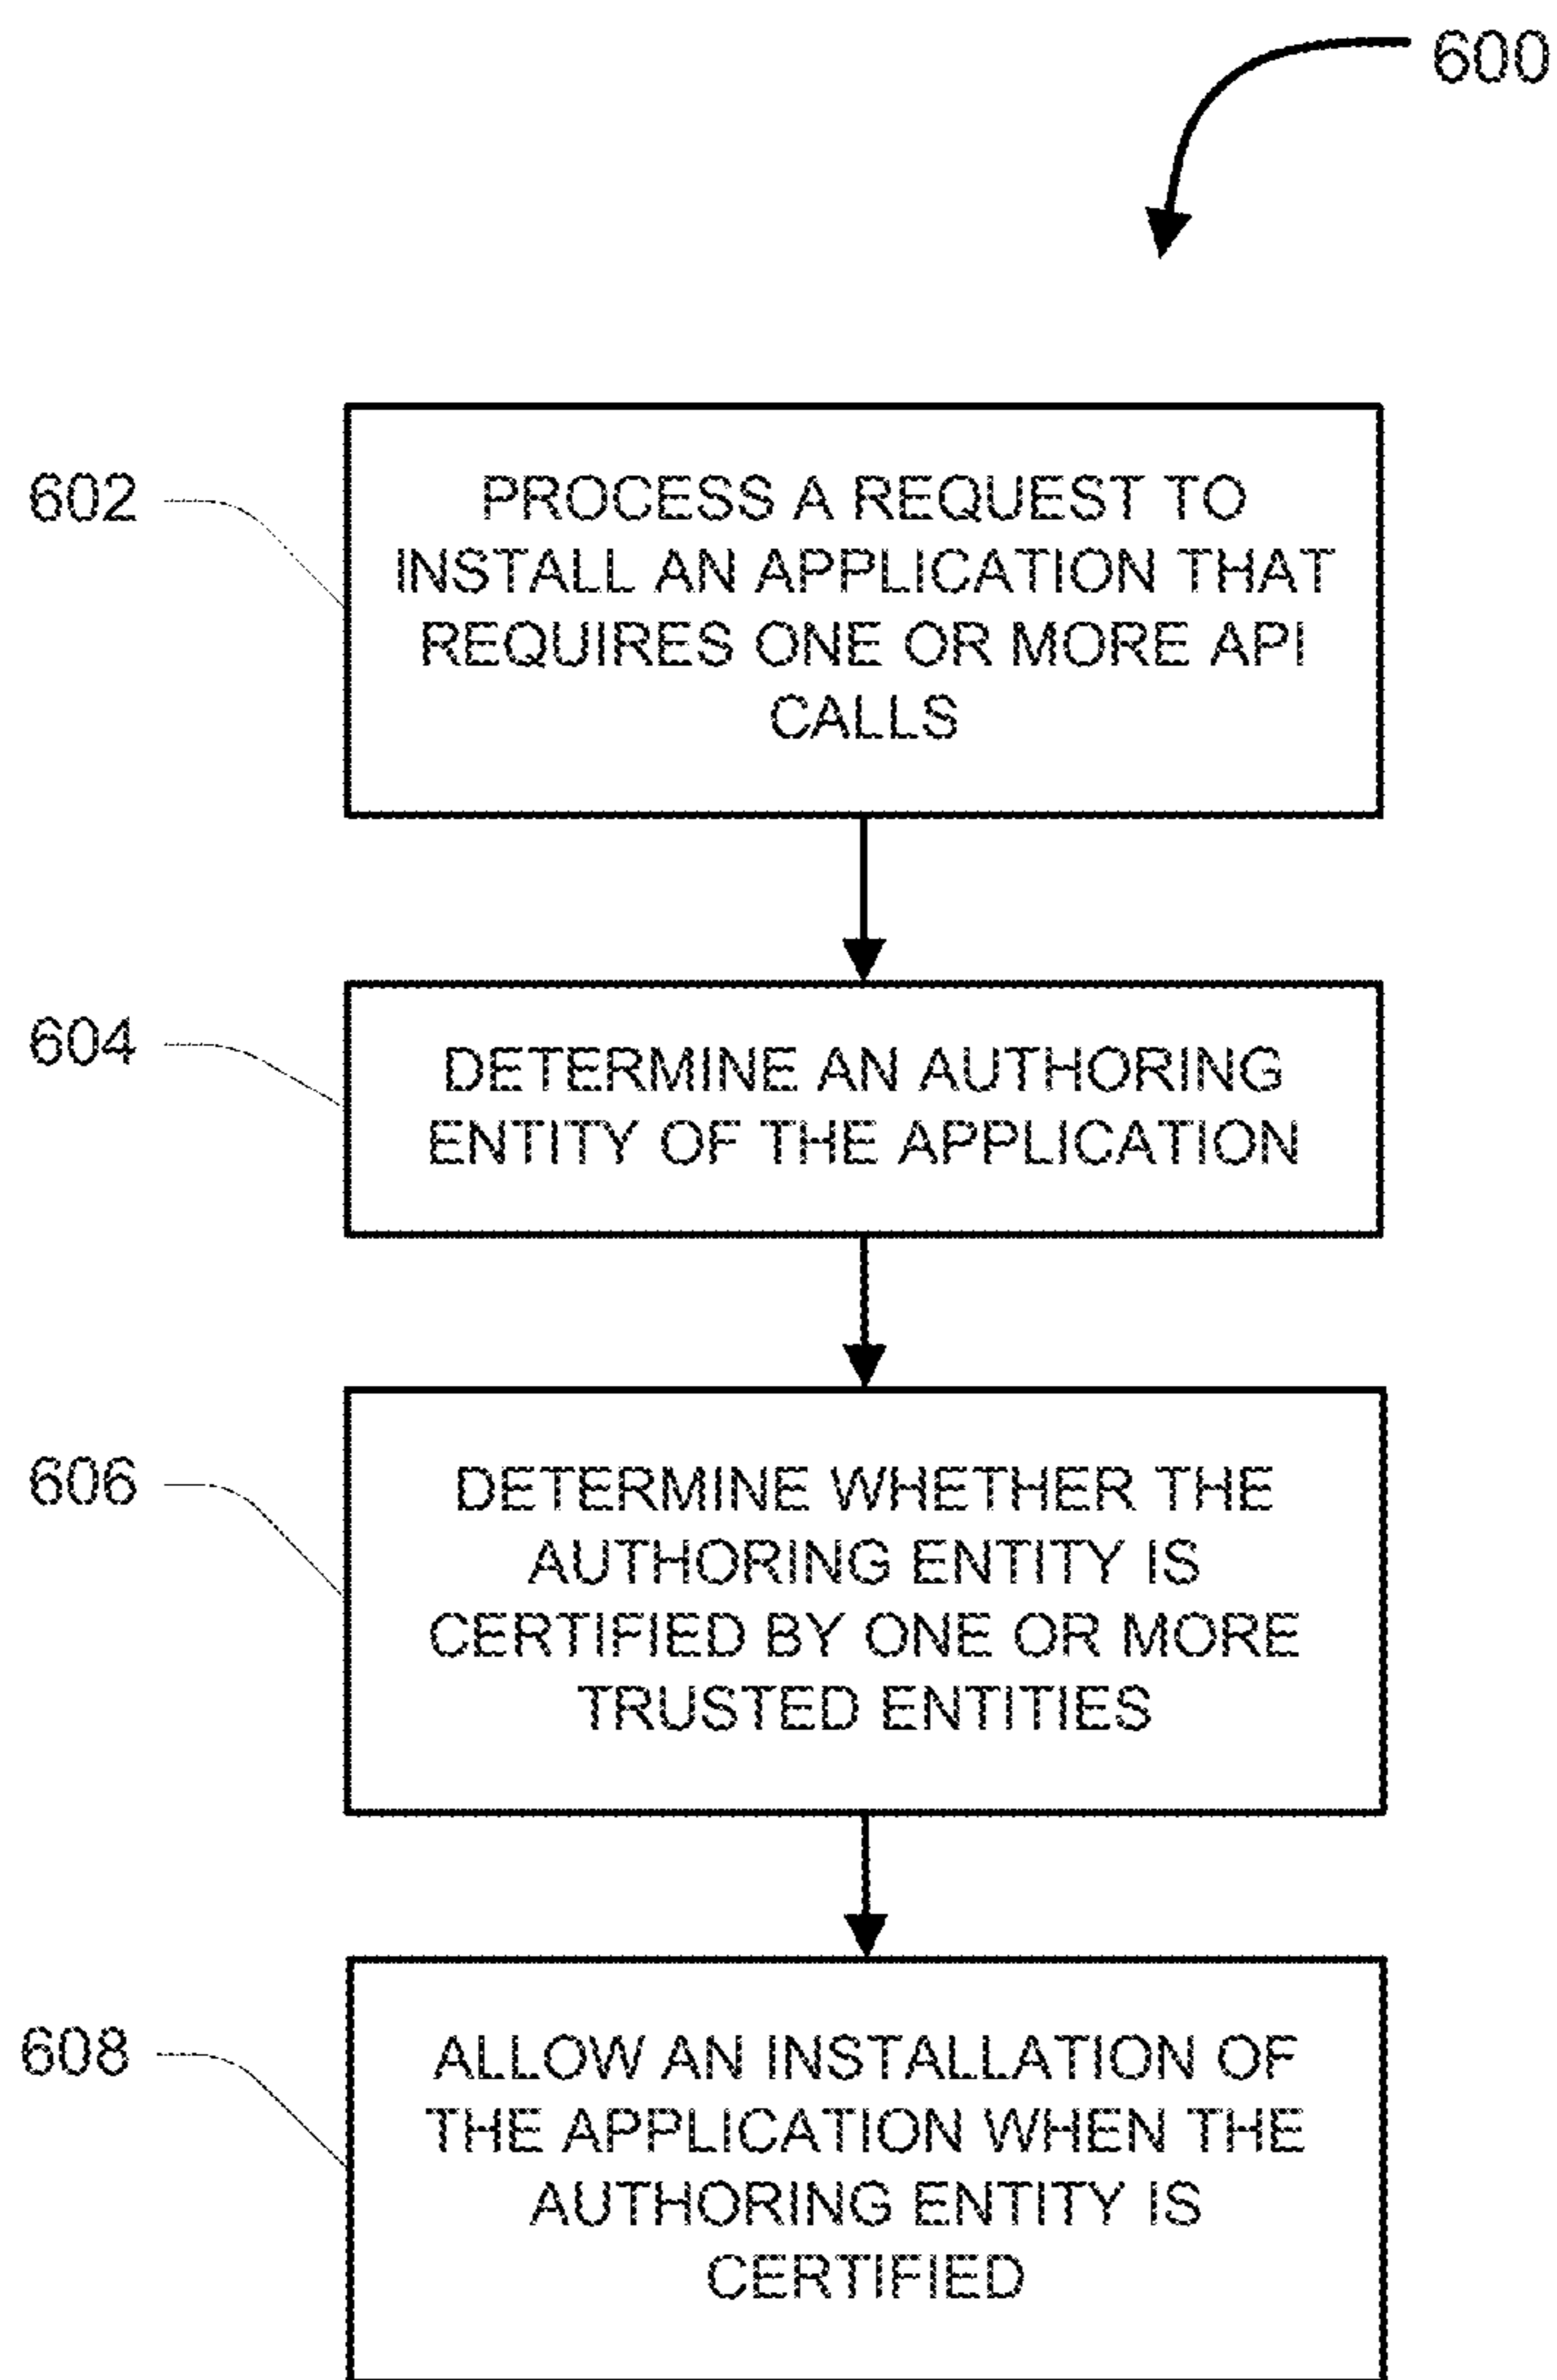 600
602
PROCESS A REQUEST TO
INSTALL AN APPLICATION THAT
REQUIRES ONE OR MORE API
CALLS
604
DETERMINE AN AUTHORING
ENTITY OF THE APPLICATION
606
DETERMINE WHETHER THE
AUTHORING ENTITY IS
CERTIFIED BY ONE OR MORE
TRUSTED ENTITIES
608
ALLOW AN INSTALLATION OF
THE APPLICATION WHEN THE
AUTHORING ENTITY IS
CERTIFIED